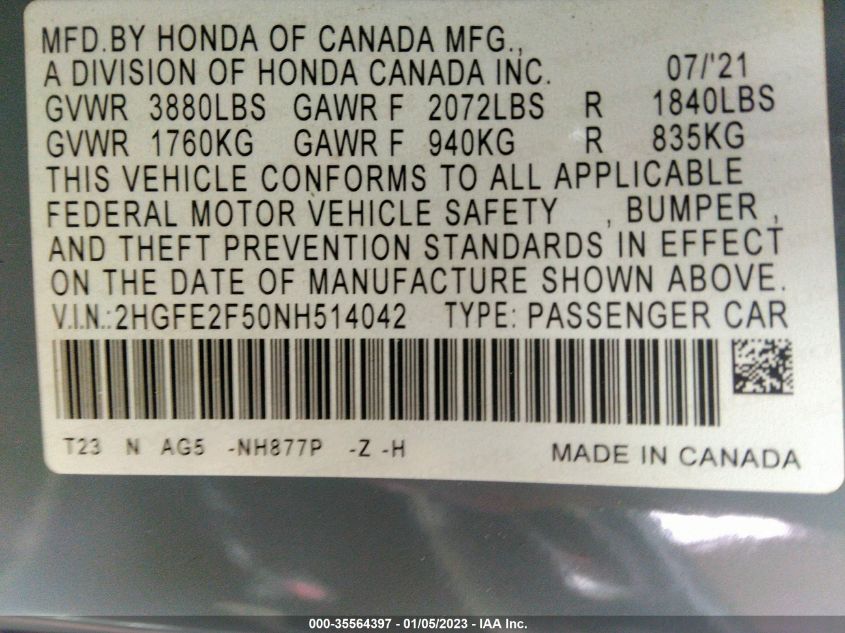 MFD.BY HONDA OF CANADA MFG.,
A DIVISION OF HONDA CANADA INC. 07/'21
GVWR 3880LBS GAWR F 2072LBS R 1840LBS
GVWR 1760KG GAWR F 940KG R 835KG
THIS VEHICLE CONFORMS TO ALL APPLICABLE
FEDERAL MOTOR VEHICLE SAFETY , BUMPER ,
AND THEFT PREVENTION STANDARDS IN EFFECT
ON THE DATE OF MANUFACTURE SHOWN ABOVE.
V.I.N.:2HGFE2F50NH514042 TYPE: PASSENGER CAR
T23 N AG5 -NH877P -Z -H MADE IN CANADA
000-35564397 - 01/05/2023 - IAA Inc.